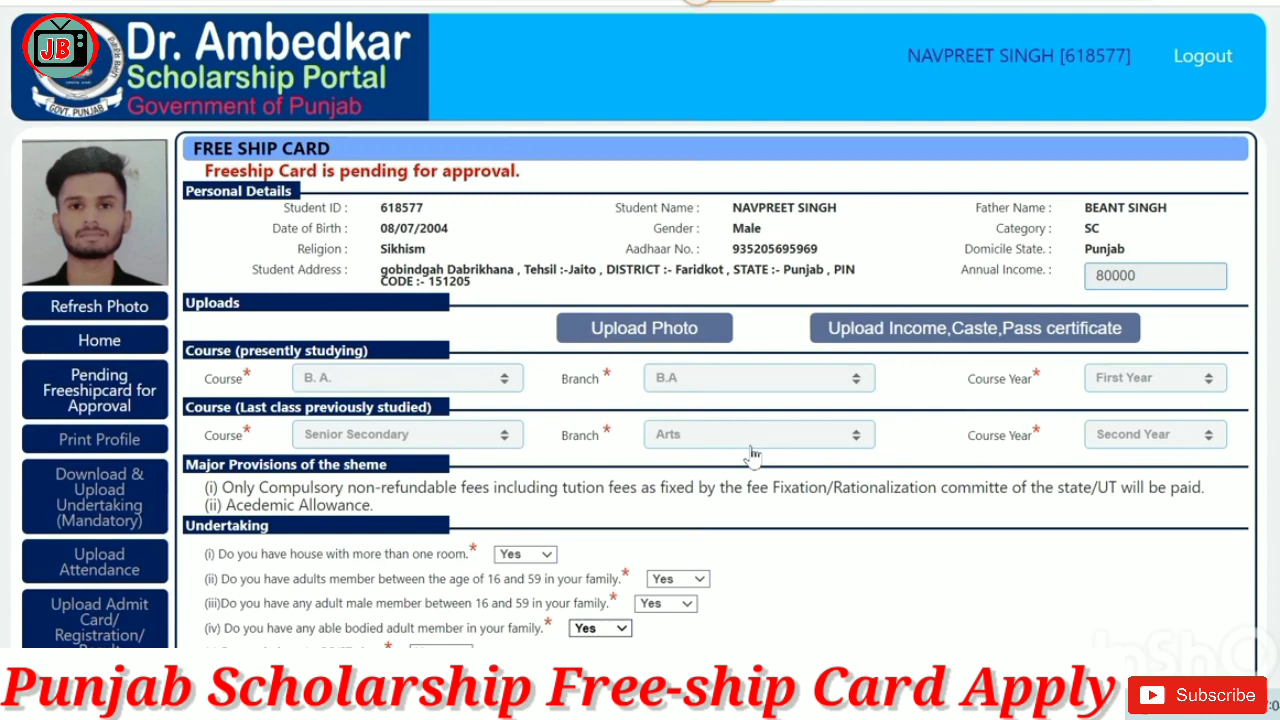 JB
GOVT. PUNJAB
Dr. Ambedkar
Scholarship Portal
Government of Punjab
NAVPREET SINGH [618577]
Logout
FREE SHIP CARD
Freeship Card is pending for approval.
Personal Details
Student ID : 618577 Student Name : NAVPREET SINGH Father Name : BEANT SINGH
Date of Birth : 08/07/2004 Gender : Male Category : SC
Religion : Sikhism Aadhaar No. : 935205695969 Domicile State. : Punjab
Student Address : gobindgah Dabrikhana , Tehsil :-Jaito , DISTRICT :- Faridkot , STATE :- Punjab , PIN Annual Income. : 80000
CODE :- 151205
Uploads
Upload Photo Upload Income,Caste,Pass certificate
Course (presently studying)
Course* B. A. Branch * B.A Course Year* First Year
Course (Last class previously studied)
Course* Senior Secondary Branch * Arts Course Year* Second Year
Major Provisions of the sheme
(i) Only Compulsory non-refundable fees including tution fees as fixed by the fee Fixation/Rationalization committe of the state/UT will be paid.
(ii) Acedemic Allowance.
Undertaking
(i) Do you have house with more than one room.* Yes
(ii) Do you have adults member between the age of 16 and 59 in your family.* Yes
(iii)Do you have any adult male member between 16 and 59 in your family.* Yes
(iv) Do you have any able bodied adult member in your family.* Yes
Refresh Photo
Home
Pending
Freeshipcard for
Approval
Print Profile
Download &
Upload
Undertaking
(Mandatory)
Upload
Attendance
Upload Admit
Card/
Registration/
InShO
Punjab Scholarship Free-ship Card Apply
Subscribe